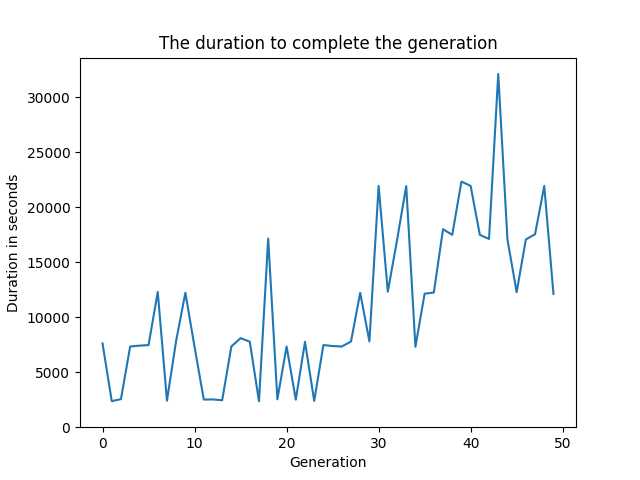 The duration to complete the generation
30000
25000
20000
15000
10000
5000
0
Duration in seconds
0 10 20 30 40 50
Generation